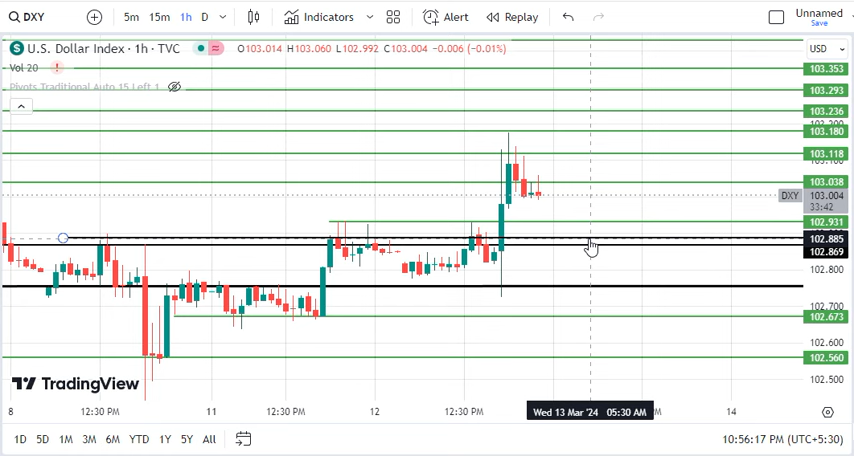 DXY 5m 15m 1h D Indicators Alert Replay Unnamed
Save
U.S. Dollar Index · 1h · TVC O103.014 H103.060 L102.992 C103.004 −0.006 (−0.01%) USD
Vol 20 !
Pivots Traditional Auto 15 Left 1
103.353
103.293
103.236
103.180
103.118
103.038
DXY 103.004
33:42
102.931
102.885
102.869
102.800
102.700
102.673
102.600
102.560
102.500
TradingView
8 12:30 PM 11 12:30 PM 12 12:30 PM Wed 13 Mar '24 05:30 AM 14
1D 5D 1M 3M 6M YTD 1Y 5Y All 10:56:17 PM (UTC+5:30)